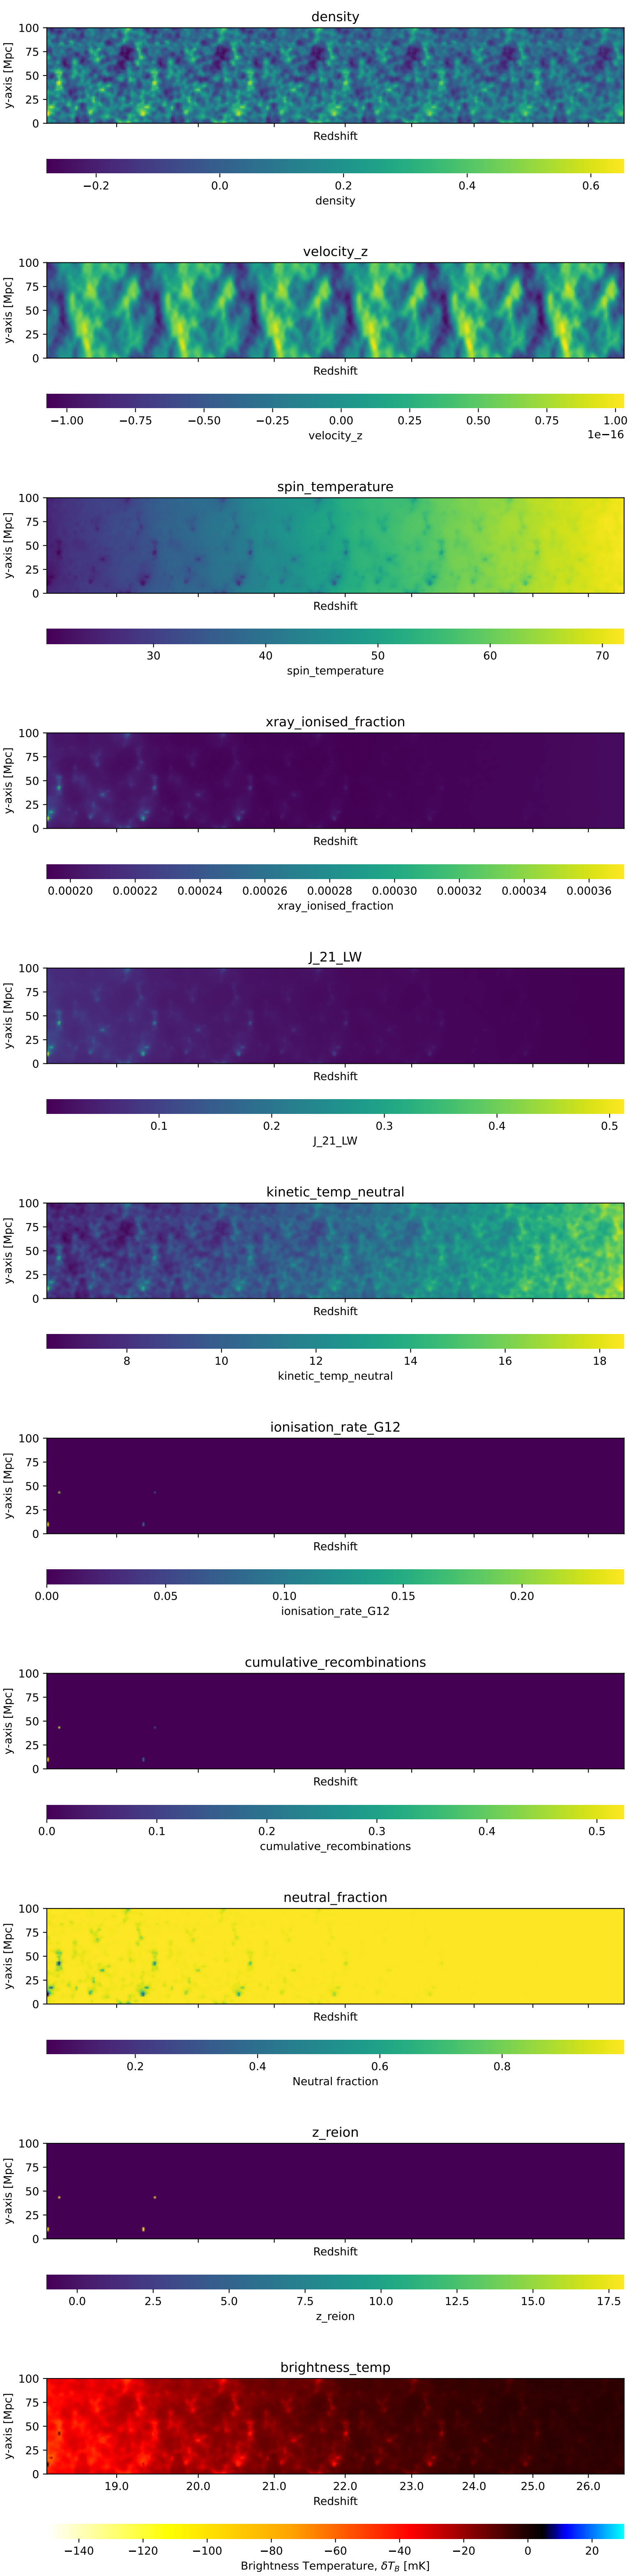 density
y-axis [Mpc]
100
75
50
25
0
Redshift
−0.2 0.0 0.2 0.4 0.6
density
velocity_z
y-axis [Mpc]
100
75
50
25
0
Redshift
−1.00 −0.75 −0.50 −0.25 0.00 0.25 0.50 0.75 1.00
1e−16
velocity_z
spin_temperature
y-axis [Mpc]
100
75
50
25
0
Redshift
30 40 50 60 70
spin_temperature
xray_ionised_fraction
y-axis [Mpc]
100
75
50
25
0
Redshift
0.00020 0.00022 0.00024 0.00026 0.00028 0.00030 0.00032 0.00034 0.00036
xray_ionised_fraction
J_21_LW
y-axis [Mpc]
100
75
50
25
0
Redshift
0.1 0.2 0.3 0.4 0.5
J_21_LW
kinetic_temp_neutral
y-axis [Mpc]
100
75
50
25
0
Redshift
8 10 12 14 16 18
kinetic_temp_neutral
ionisation_rate_G12
y-axis [Mpc]
100
75
50
25
0
Redshift
0.00 0.05 0.10 0.15 0.20
ionisation_rate_G12
cumulative_recombinations
y-axis [Mpc]
100
75
50
25
0
Redshift
0.0 0.1 0.2 0.3 0.4 0.5
cumulative_recombinations
neutral_fraction
y-axis [Mpc]
100
75
50
25
0
Redshift
0.2 0.4 0.6 0.8
Neutral fraction
z_reion
y-axis [Mpc]
100
75
50
25
0
Redshift
0.0 2.5 5.0 7.5 10.0 12.5 15.0 17.5
z_reion
brightness_temp
y-axis [Mpc]
100
75
50
25
0
19.0 20.0 21.0 22.0 23.0 24.0 25.0 26.0
Redshift
−140 −120 −100 −80 −60 −40 −20 0 20
Brightness Temperature, δT_B [mK]